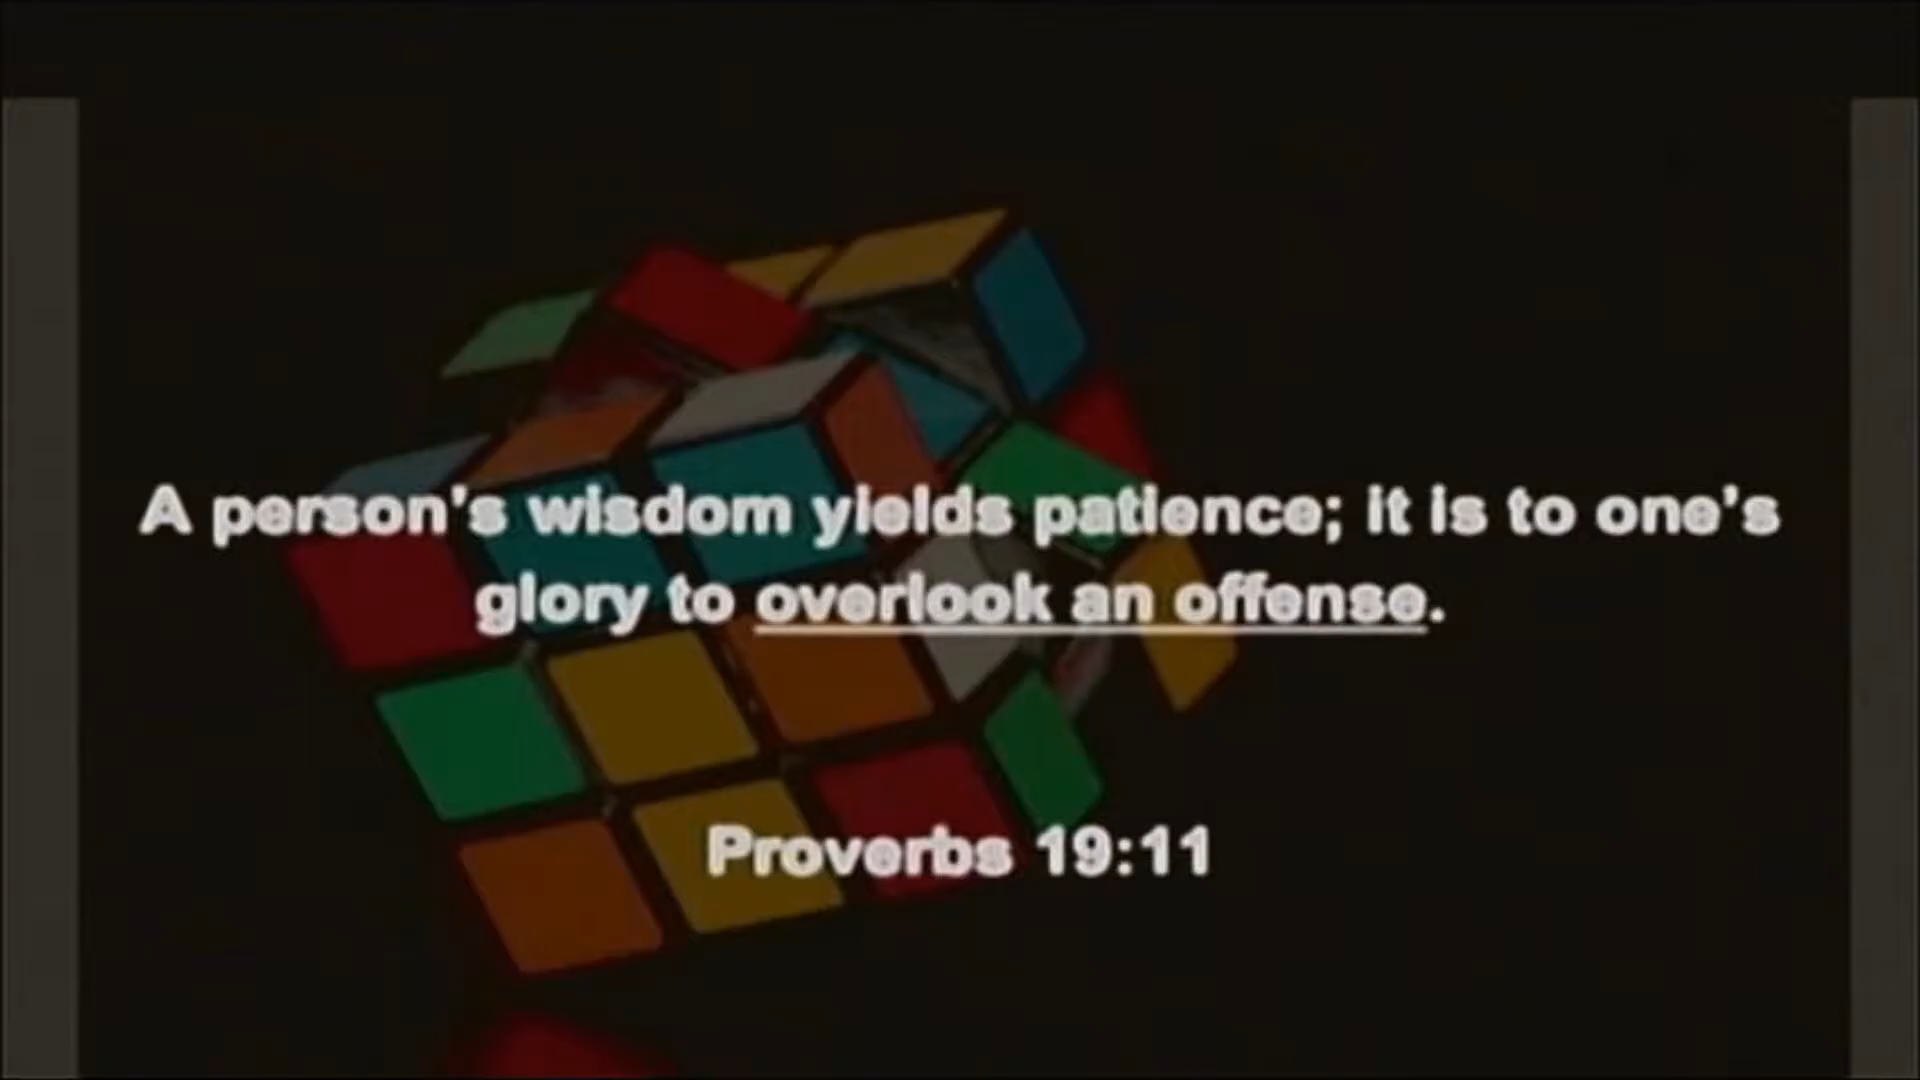 A person's wisdom yields patience; it is to one's
glory to overlook an offense.
Proverbs 19:11